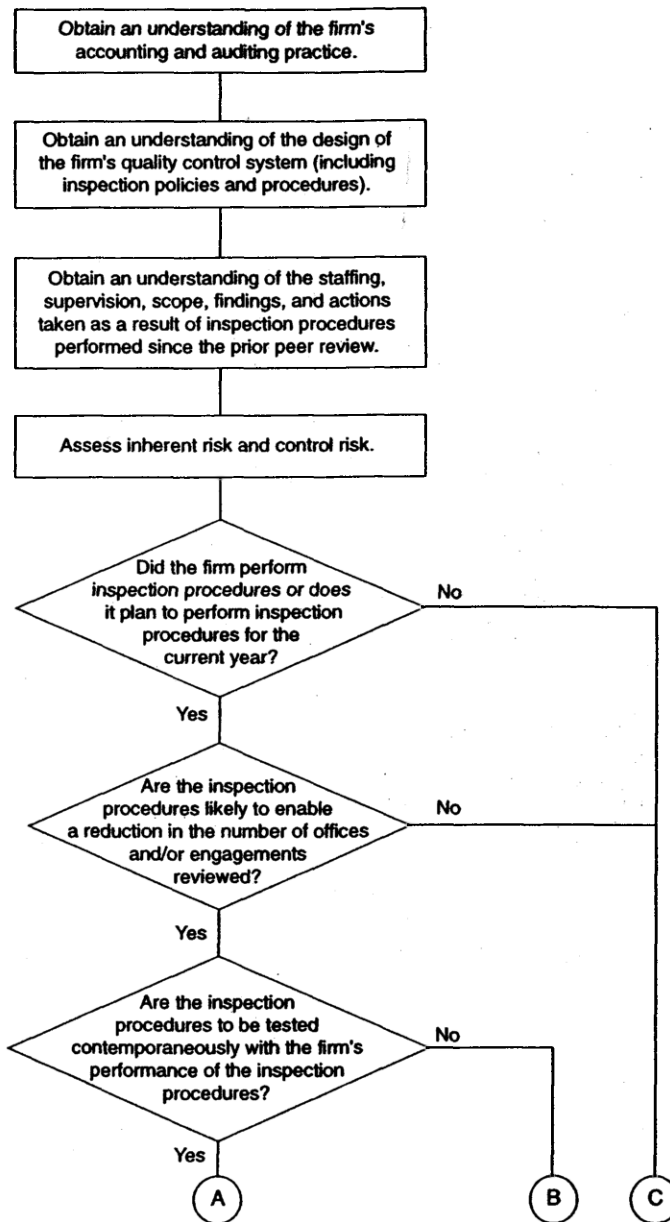 Obtain an understanding of the firm's
accounting and auditing practice.
Obtain an understanding of the design of
the firm's quality control system (including
inspection policies and procedures).
Obtain an understanding of the staffing,
supervision, scope, findings, and actions
taken as a result of inspection procedures
performed since the prior peer review.
Assess inherent risk and control risk.
Did the firm perform
inspection procedures or does
it plan to perform inspection
procedures for the
current year?
No
Yes
Are the inspection
procedures likely to enable
a reduction in the number of offices
and/or engagements
reviewed?
No
Yes
Are the inspection
procedures to be tested
contemporaneously with the firm's
performance of the inspection
procedures?
No
Yes
A
B
C